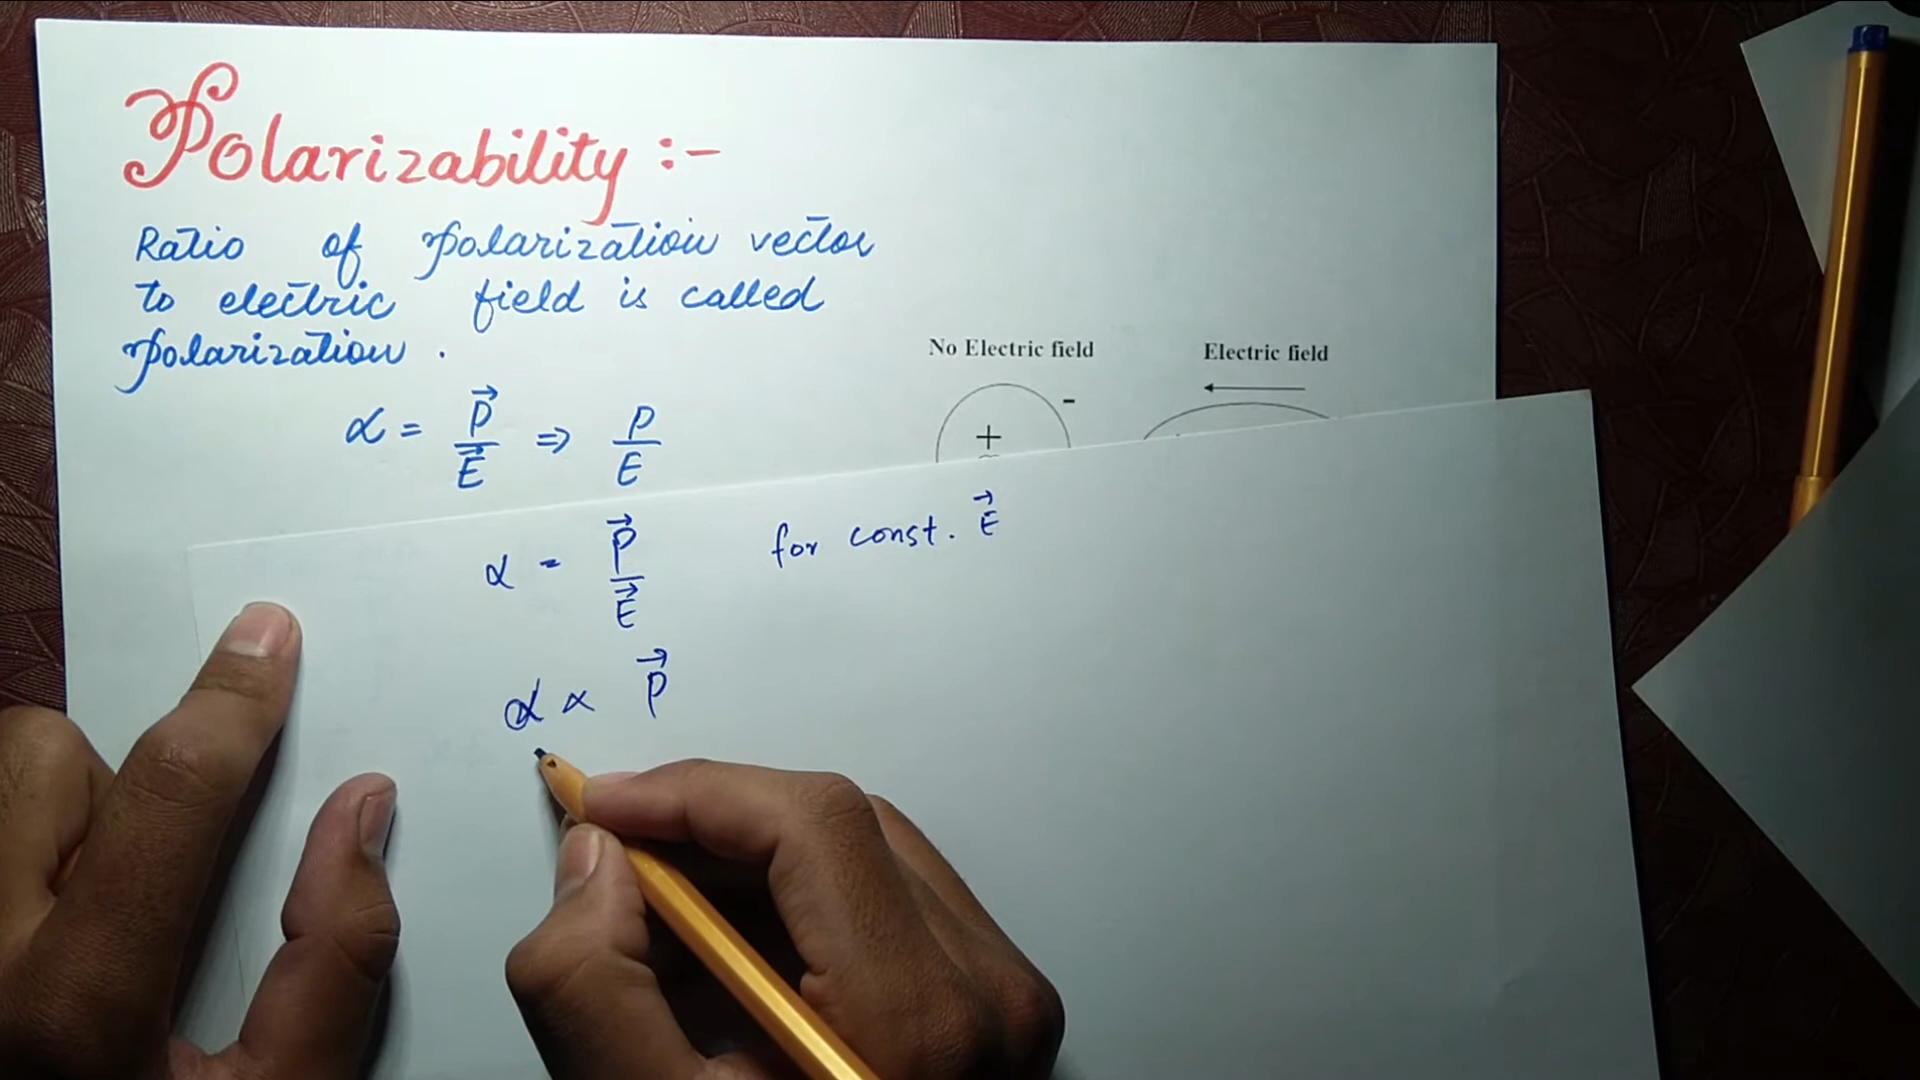 Polarizability :-
Ratio of polarization vector
to electric field is called
polarization .
α = P⃗/E⃗ ⇒ P/E
No Electric field
Electric field
-
+
α = P⃗/E⃗ for const. E⃗
α ∝ P⃗